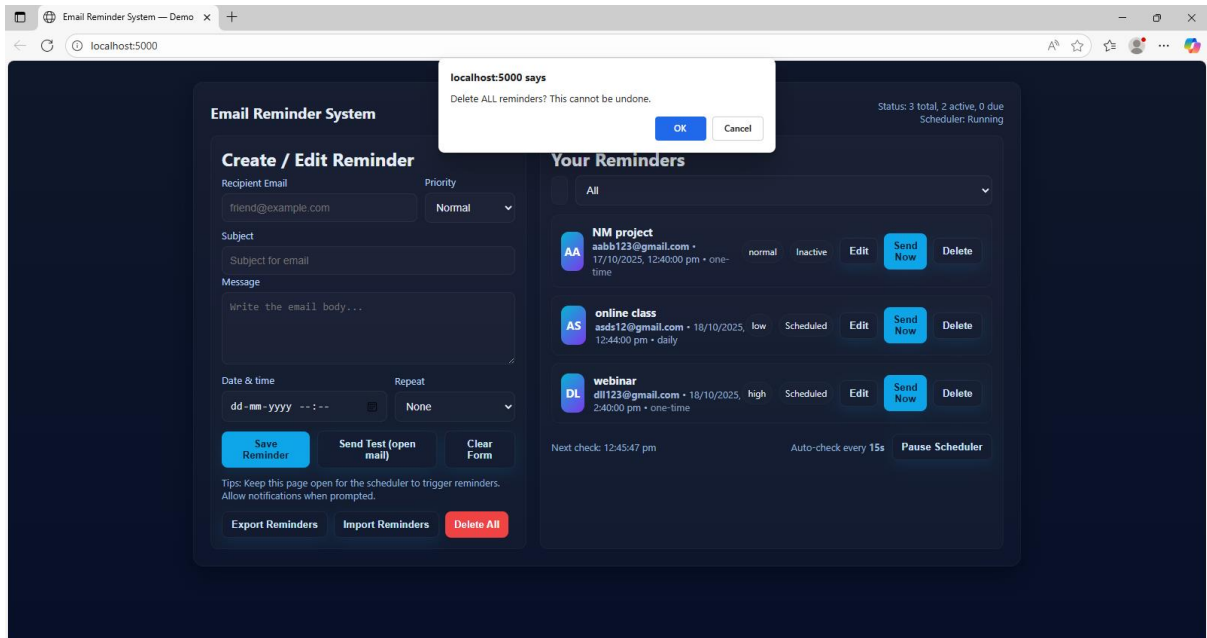 Email Reminder System — Demo
localhost:5000
localhost:5000 says
Delete ALL reminders? This cannot be undone.
OK
Cancel
Email Reminder System
Status: 3 total, 2 active, 0 due
Scheduler: Running
Create / Edit Reminder
Recipient Email
Priority
friend@example.com
Normal
Subject
Subject for email
Message
Write the email body...
Date & time
Repeat
dd-mm-yyyy --:--
None
Save
Reminder
Send Test (open
mail)
Clear
Form
Tips: Keep this page open for the scheduler to trigger reminders.
Allow notifications when prompted.
Export Reminders
Import Reminders
Delete All
Your Reminders
All
AA
NM project
aabb123@gmail.com •
17/10/2025, 12:40:00 pm • one-
time
normal
Inactive
Edit
Send
Now
Delete
AS
online class
asds12@gmail.com • 18/10/2025,
12:44:00 pm • daily
low
Scheduled
Edit
Send
Now
Delete
DL
webinar
dll123@gmail.com • 18/10/2025,
2:40:00 pm • one-time
high
Scheduled
Edit
Send
Now
Delete
Next check: 12:45:47 pm
Auto-check every 15s
Pause Scheduler